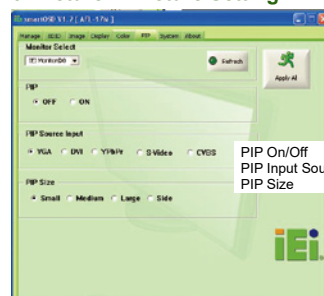 smartOSD V1.7 [ AFL-17W ]
Manage EDID Image Display Color PIP System About
Monitor Select
Refresh
Apply All
PIP
OFF ON
PIP Source Input
VGA DVI YPbPr S-Video CVBS
PIP On/Off
PIP Input Sou
PIP Size
PIP Size
Small Medium Large Side
iEi